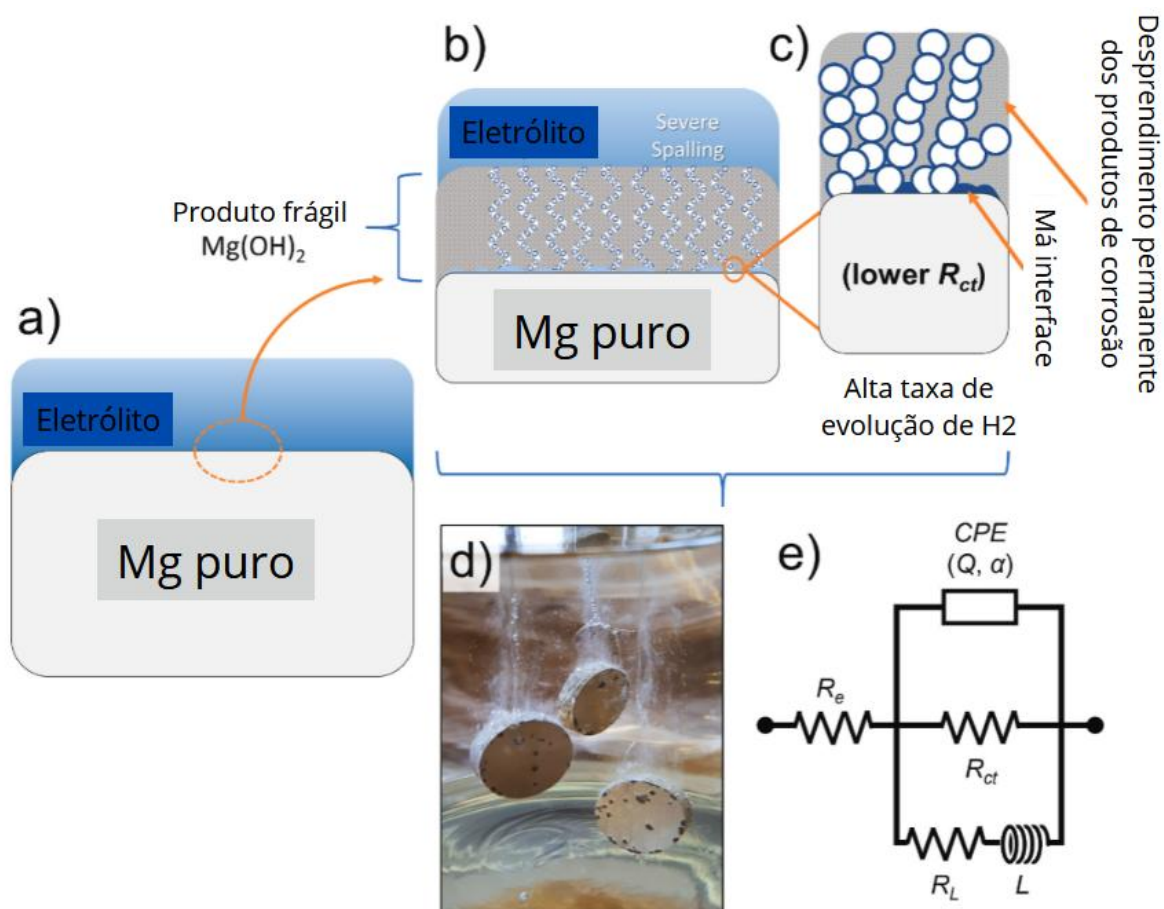 a)
Eletrólito
Mg puro
Produto frágil
Mg(OH)2
b)
Eletrólito
Severe
Spalling
Mg puro
c)
(lower Rct)
Má interface
Desprendimento permanente
dos produtos de corrosão
Alta taxa de
evolução de H2
d)
e)
CPE
(Q, α)
Re
Rct
RL
L